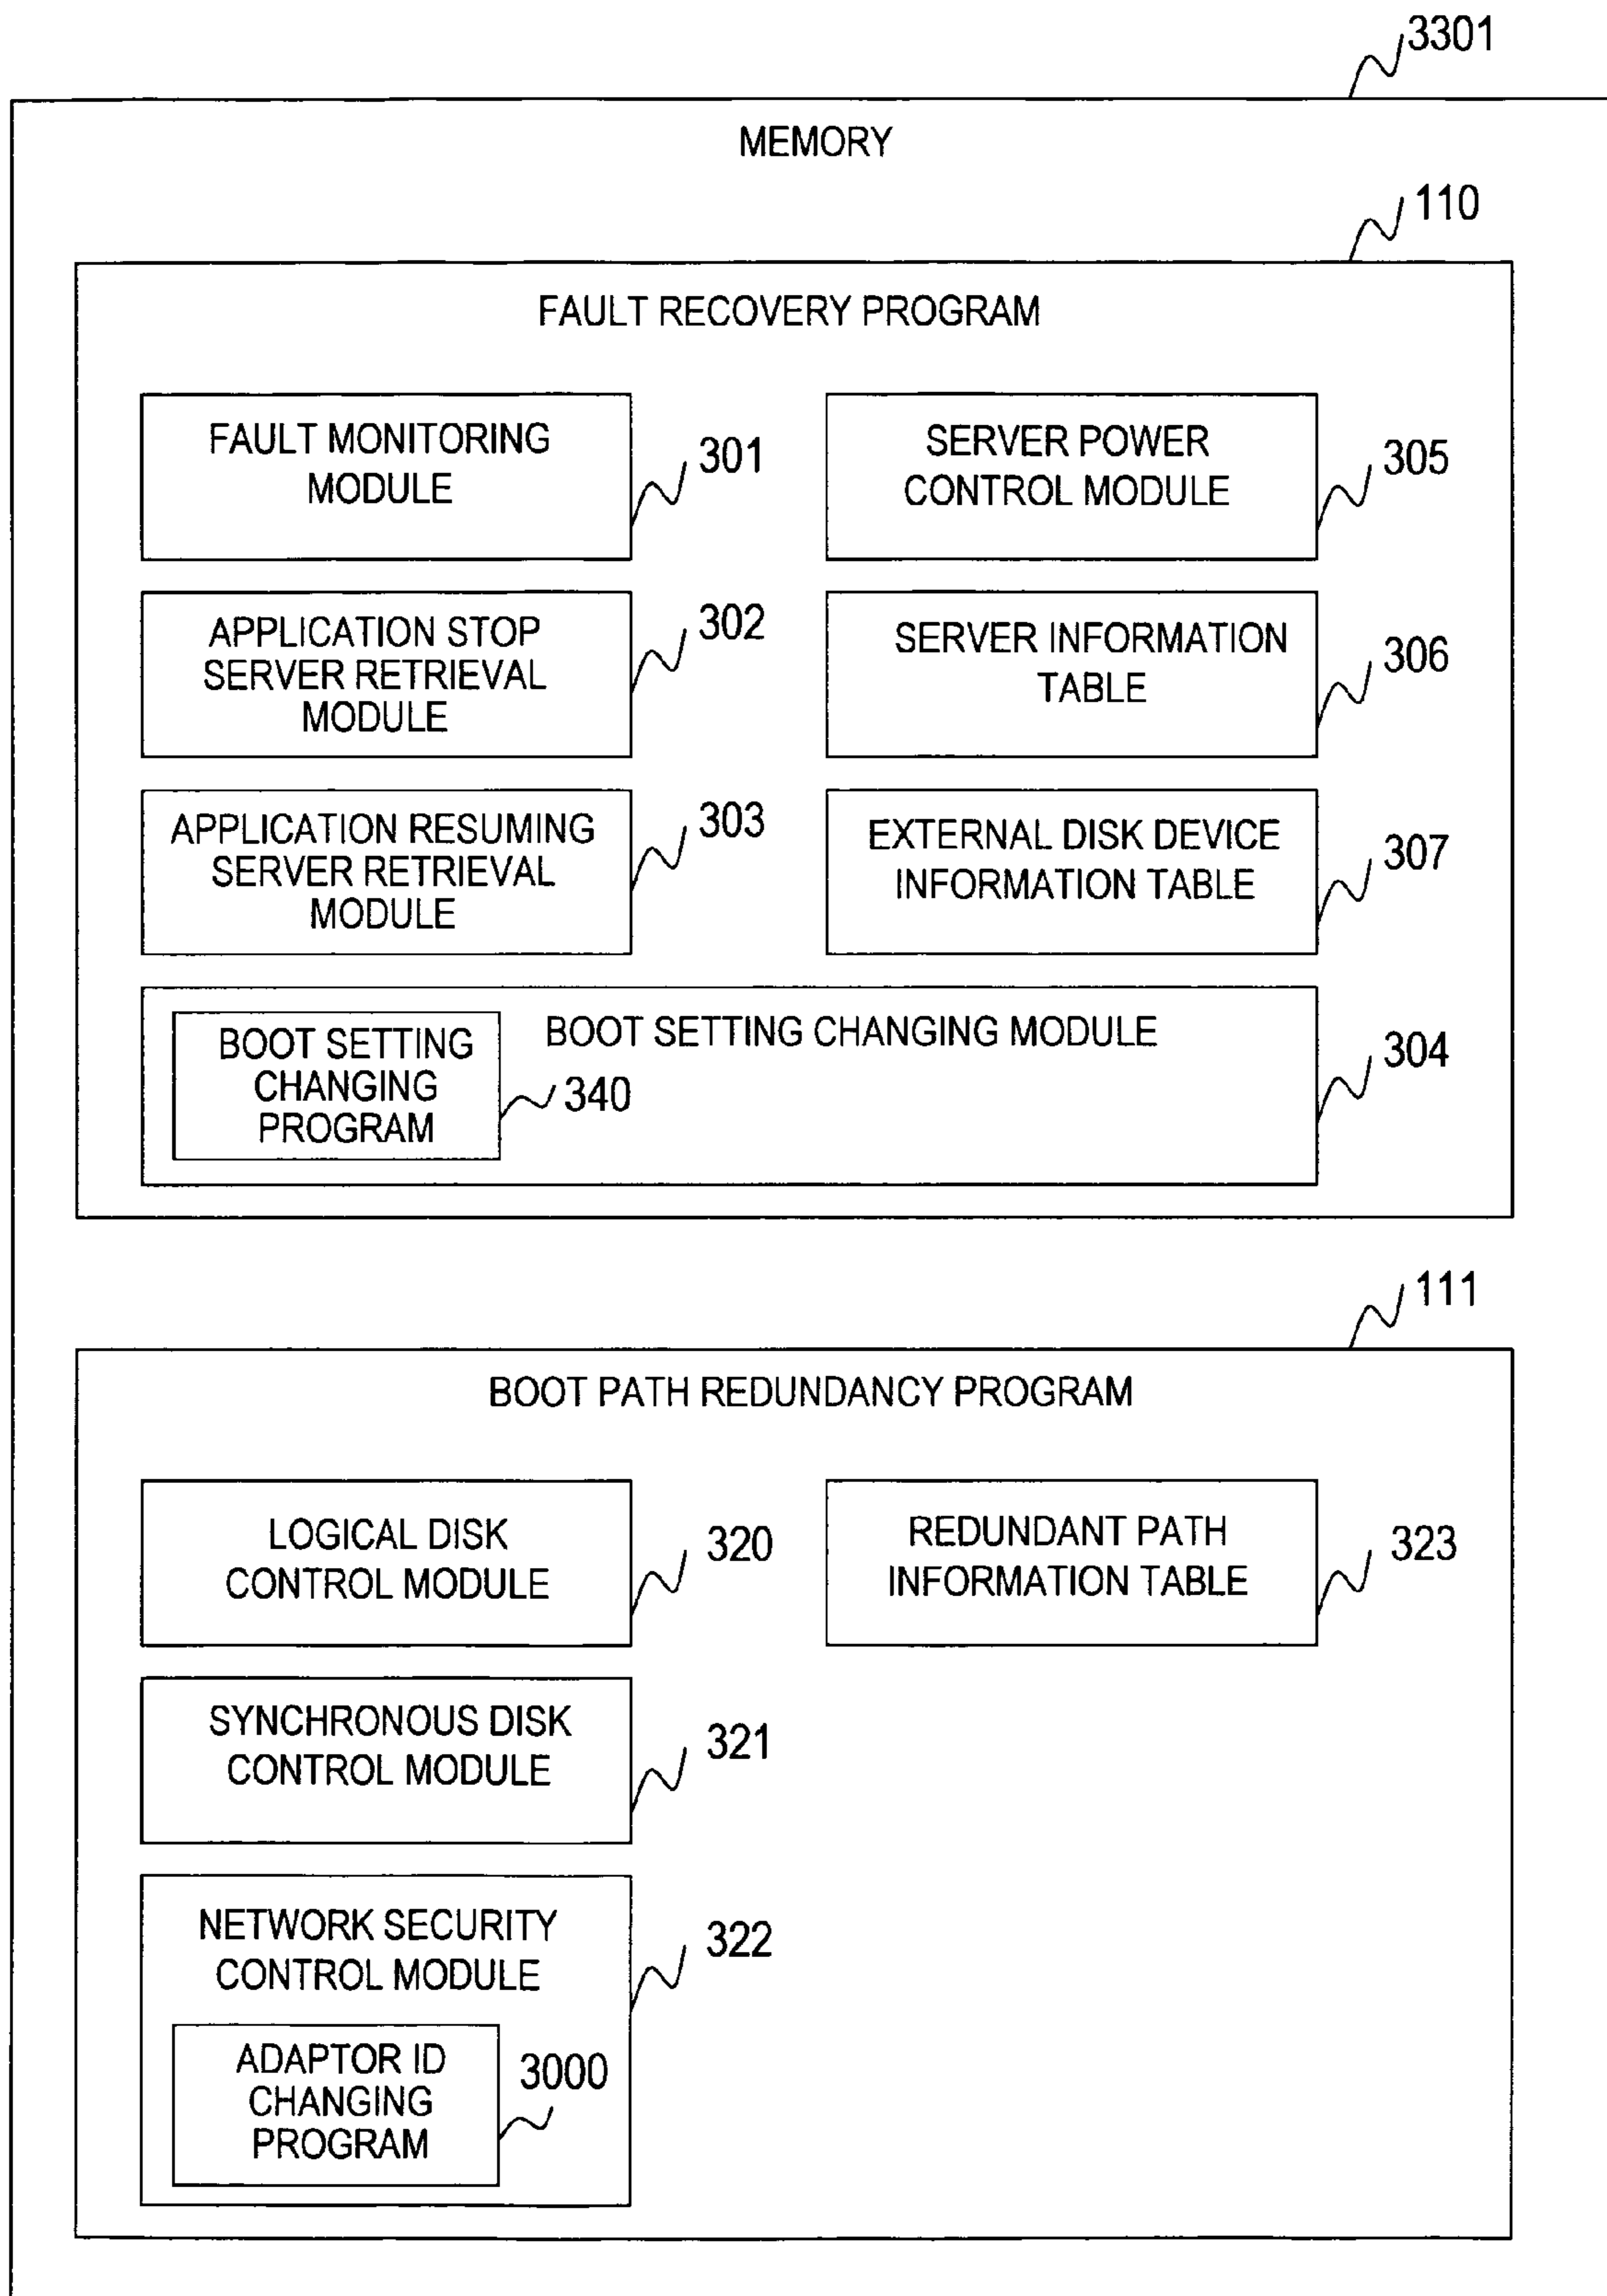 3301
MEMORY
110
FAULT RECOVERY PROGRAM
FAULT MONITORING
MODULE
301
SERVER POWER
CONTROL MODULE
305
APPLICATION STOP
SERVER RETRIEVAL
MODULE
302
SERVER INFORMATION
TABLE
306
APPLICATION RESUMING
SERVER RETRIEVAL
MODULE
303
EXTERNAL DISK DEVICE
INFORMATION TABLE
307
BOOT SETTING CHANGING MODULE
304
BOOT SETTING
CHANGING
PROGRAM
340
111
BOOT PATH REDUNDANCY PROGRAM
LOGICAL DISK
CONTROL MODULE
320
REDUNDANT PATH
INFORMATION TABLE
323
SYNCHRONOUS DISK
CONTROL MODULE
321
NETWORK SECURITY
CONTROL MODULE
322
ADAPTOR ID
CHANGING
PROGRAM
3000